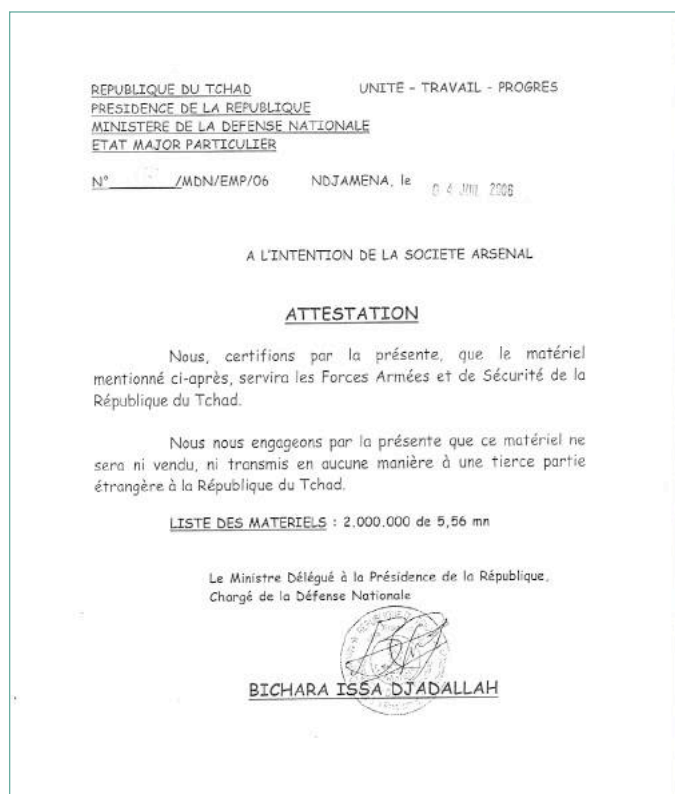 REPUBLIQUE DU TCHAD UNITE - TRAVAIL - PROGRES
PRESIDENCE DE LA REPUBLIQUE
MINISTERE DE LA DEFENSE NATIONALE
ETAT MAJOR PARTICULIER
N° /MDN/EMP/06 NDJAMENA, le 0 4 JUIL 2006
A L'INTENTION DE LA SOCIETE ARSENAL
ATTESTATION
Nous, certifions par la présente, que le matériel
mentionné ci-après, servira les Forces Armées et de Sécurité de la
République du Tchad.
Nous nous engageons par la présente que ce matériel ne
sera ni vendu, ni transmis en aucune manière à une tierce partie
étrangère à la République du Tchad.
LISTE DES MATERIELS : 2.000.000 de 5,56 mn
Le Ministre Délégué à la Présidence de la République,
Chargé de la Défense Nationale
BICHARA ISSA DJADALLAH